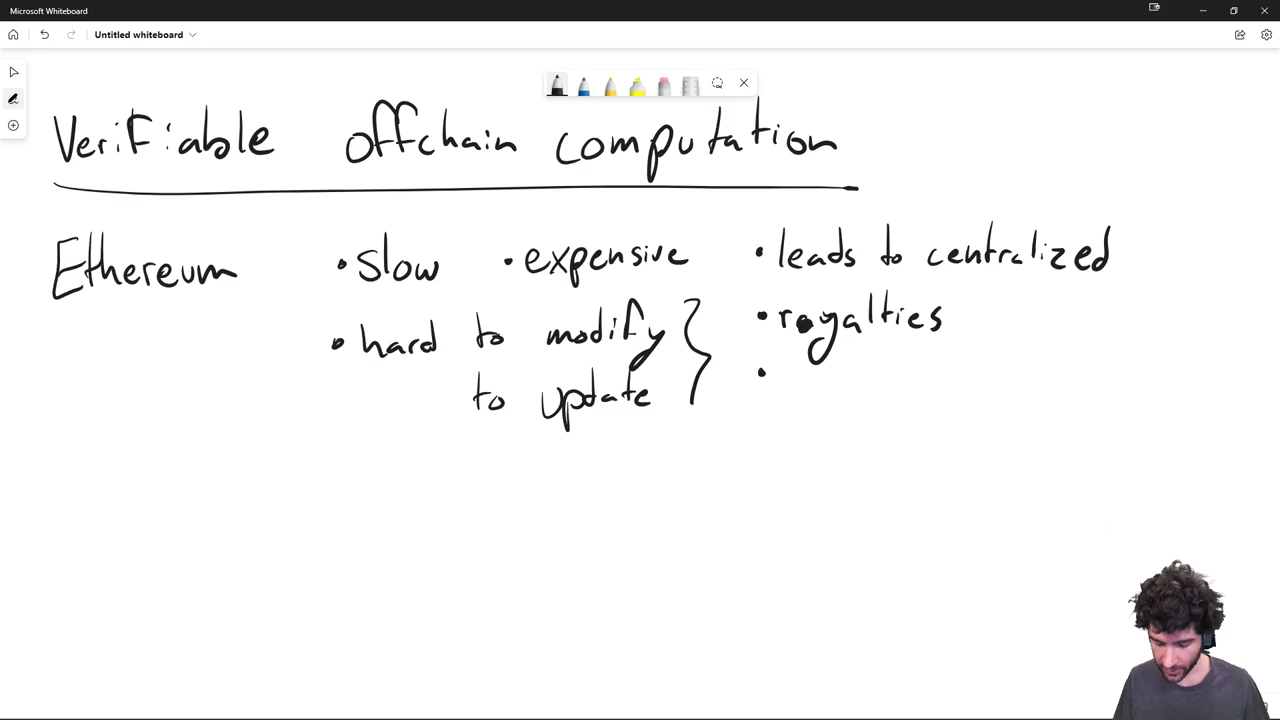 Microsoft Whiteboard
Untitled whiteboard
Verifiable offchain computation
Ethereum • slow • expensive • leads to centralized
• hard to modify • royalties
to update •